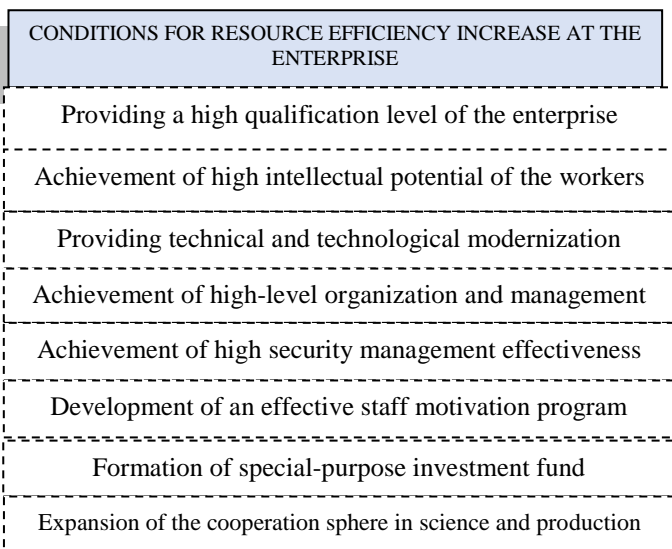 CONDITIONS FOR RESOURCE EFFICIENCY INCREASE AT THE
ENTERPRISE
Providing a high qualification level of the enterprise
Achievement of high intellectual potential of the workers
Providing technical and technological modernization
Achievement of high-level organization and management
Achievement of high security management effectiveness
Development of an effective staff motivation program
Formation of special-purpose investment fund
Expansion of the cooperation sphere in science and production